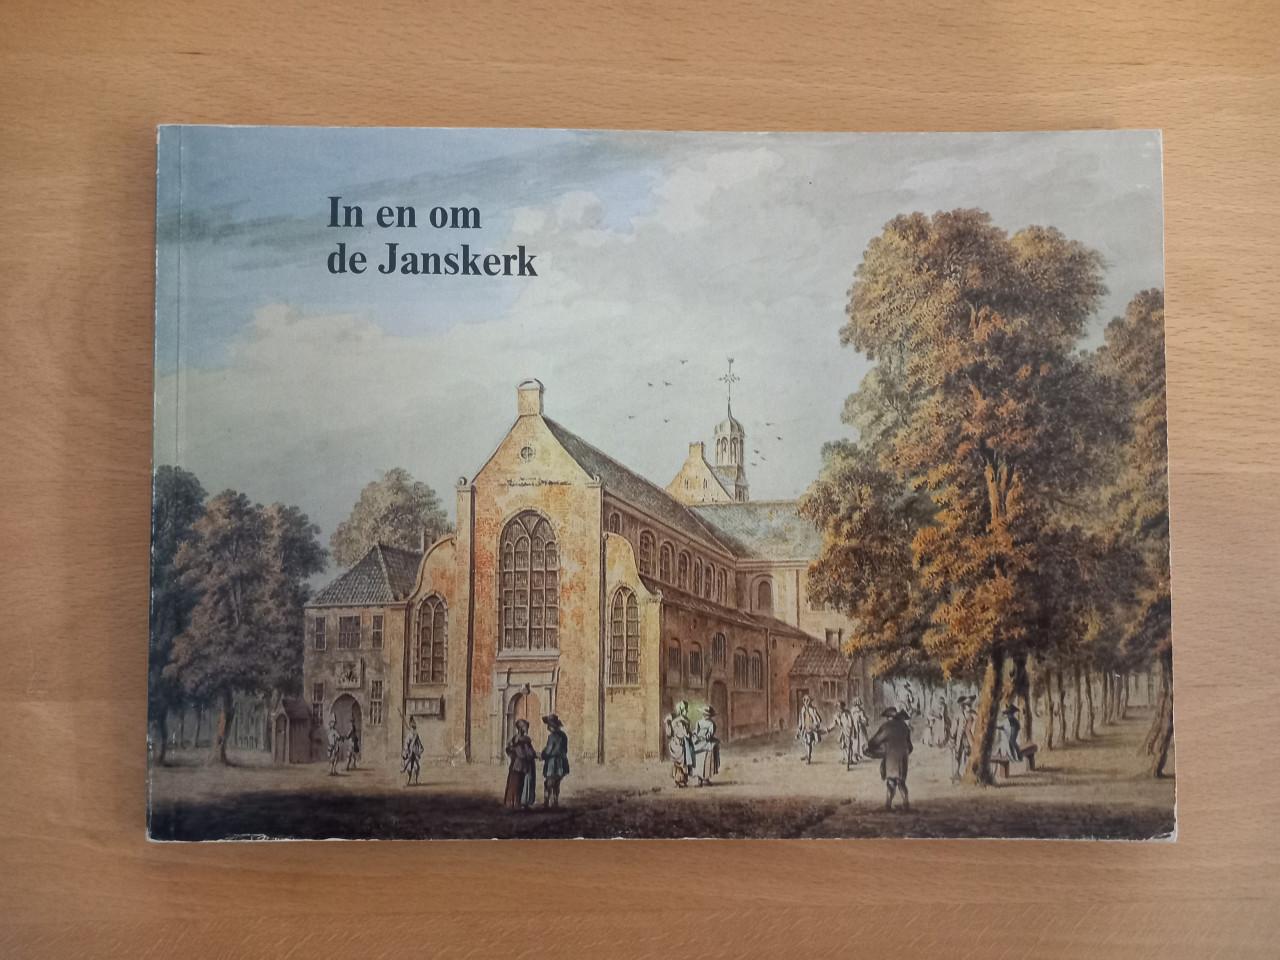 In en om
de Janskerk